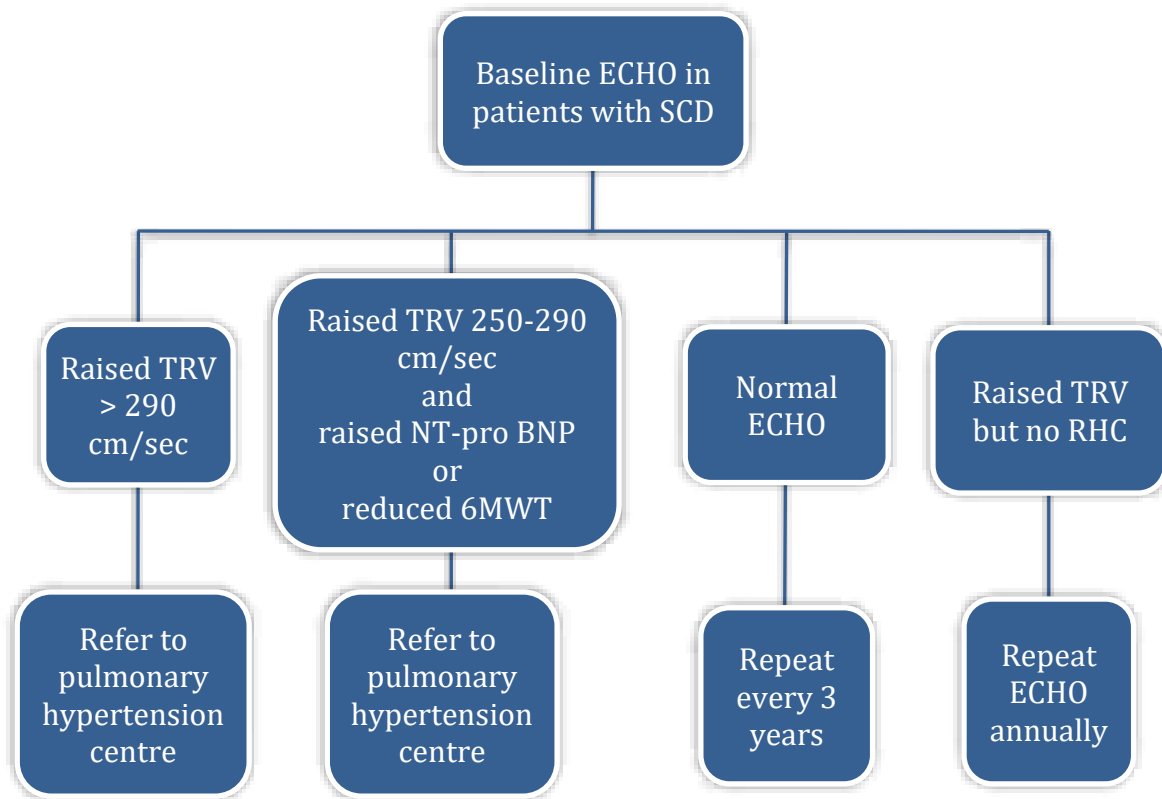 Baseline ECHO in
patients with SCD
Raised TRV
> 290
cm/sec
Raised TRV 250-290
cm/sec
and
raised NT-pro BNP
or
reduced 6MWT
Normal
ECHO
Raised TRV
but no RHC
Refer to
pulmonary
hypertension
centre
Refer to
pulmonary
hypertension
centre
Repeat
every 3
years
Repeat
ECHO
annually